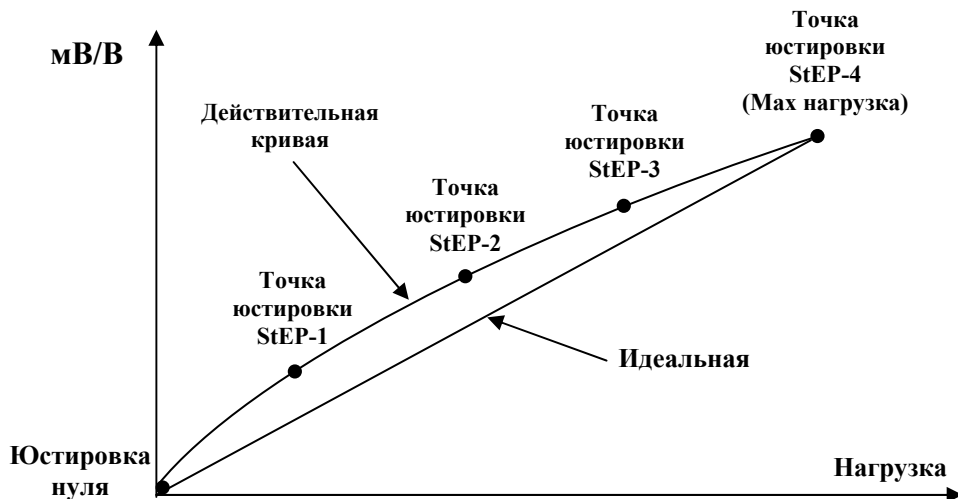 мВ/В
Точка
юстировки
StEP-4
(Max нагрузка)
Действительная
кривая
Точка
юстировки
StEP-3
Точка
юстировки
StEP-2
Точка
юстировки
StEP-1
Идеальная
Юстировка
нуля
Нагрузка